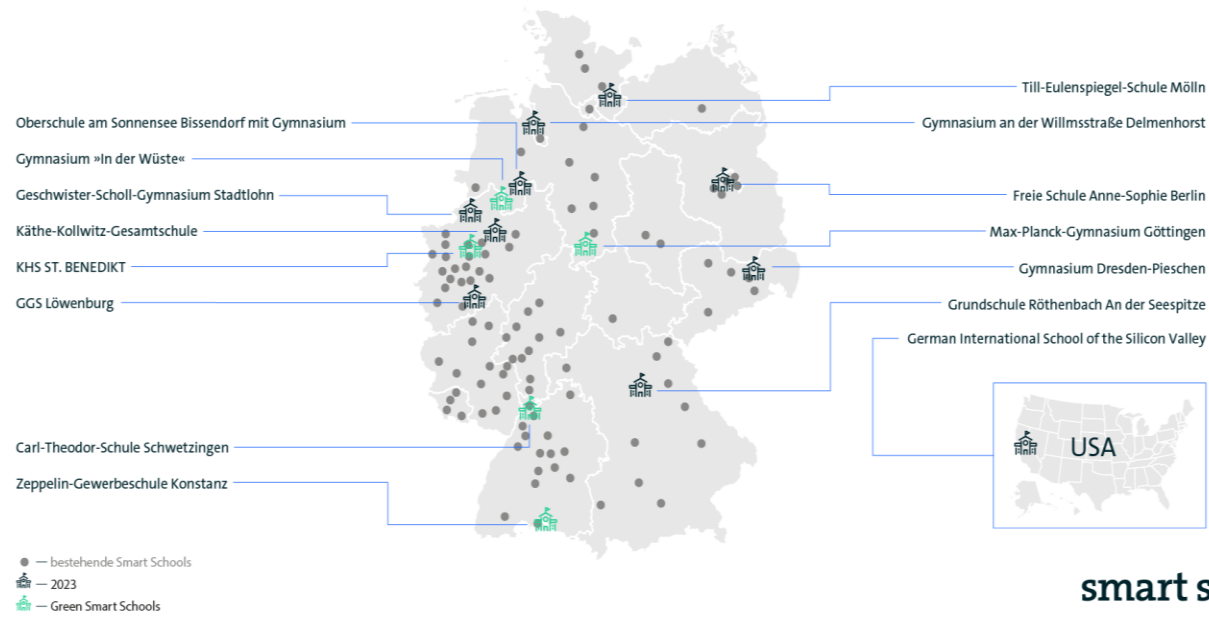 Oberschule am Sonnensee Bissendorf mit Gymnasium
Gymnasium »In der Wüste«
Geschwister-Scholl-Gymnasium Stadtlohn
Käthe-Kollwitz-Gesamtschule
KHS ST. BENEDIKT
GGS Löwenburg
Carl-Theodor-Schule Schwetzingen
Zeppelin-Gewerbeschule Konstanz
Till-Eulenspiegel-Schule Mölln
Gymnasium an der Willmsstraße Delmenhorst
Freie Schule Anne-Sophie Berlin
Max-Planck-Gymnasium Göttingen
Gymnasium Dresden-Pieschen
Grundschule Röthenbach An der Seespitze
German International School of the Silicon Valley
USA
— bestehende Smart Schools
— 2023
— Green Smart Schools
smart s